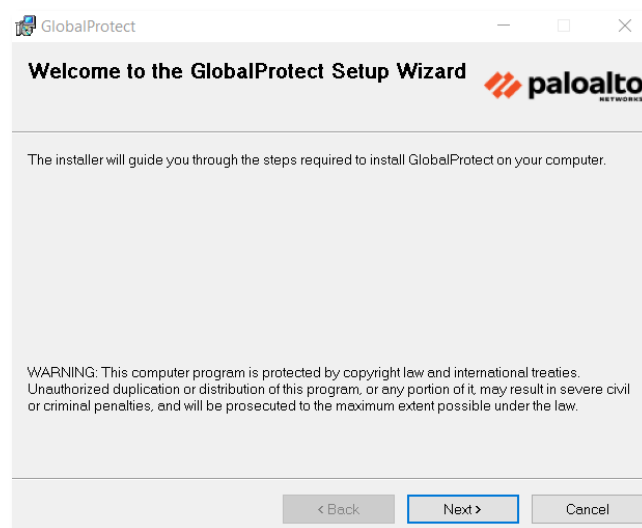 GlobalProtect
Welcome to the GlobalProtect Setup Wizard
paloalto
NETWORKS
The installer will guide you through the steps required to install GlobalProtect on your computer.
WARNING: This computer program is protected by copyright law and international treaties.
Unauthorized duplication or distribution of this program, or any portion of it, may result in severe civil
or criminal penalties, and will be prosecuted to the maximum extent possible under the law.
< Back Next > Cancel